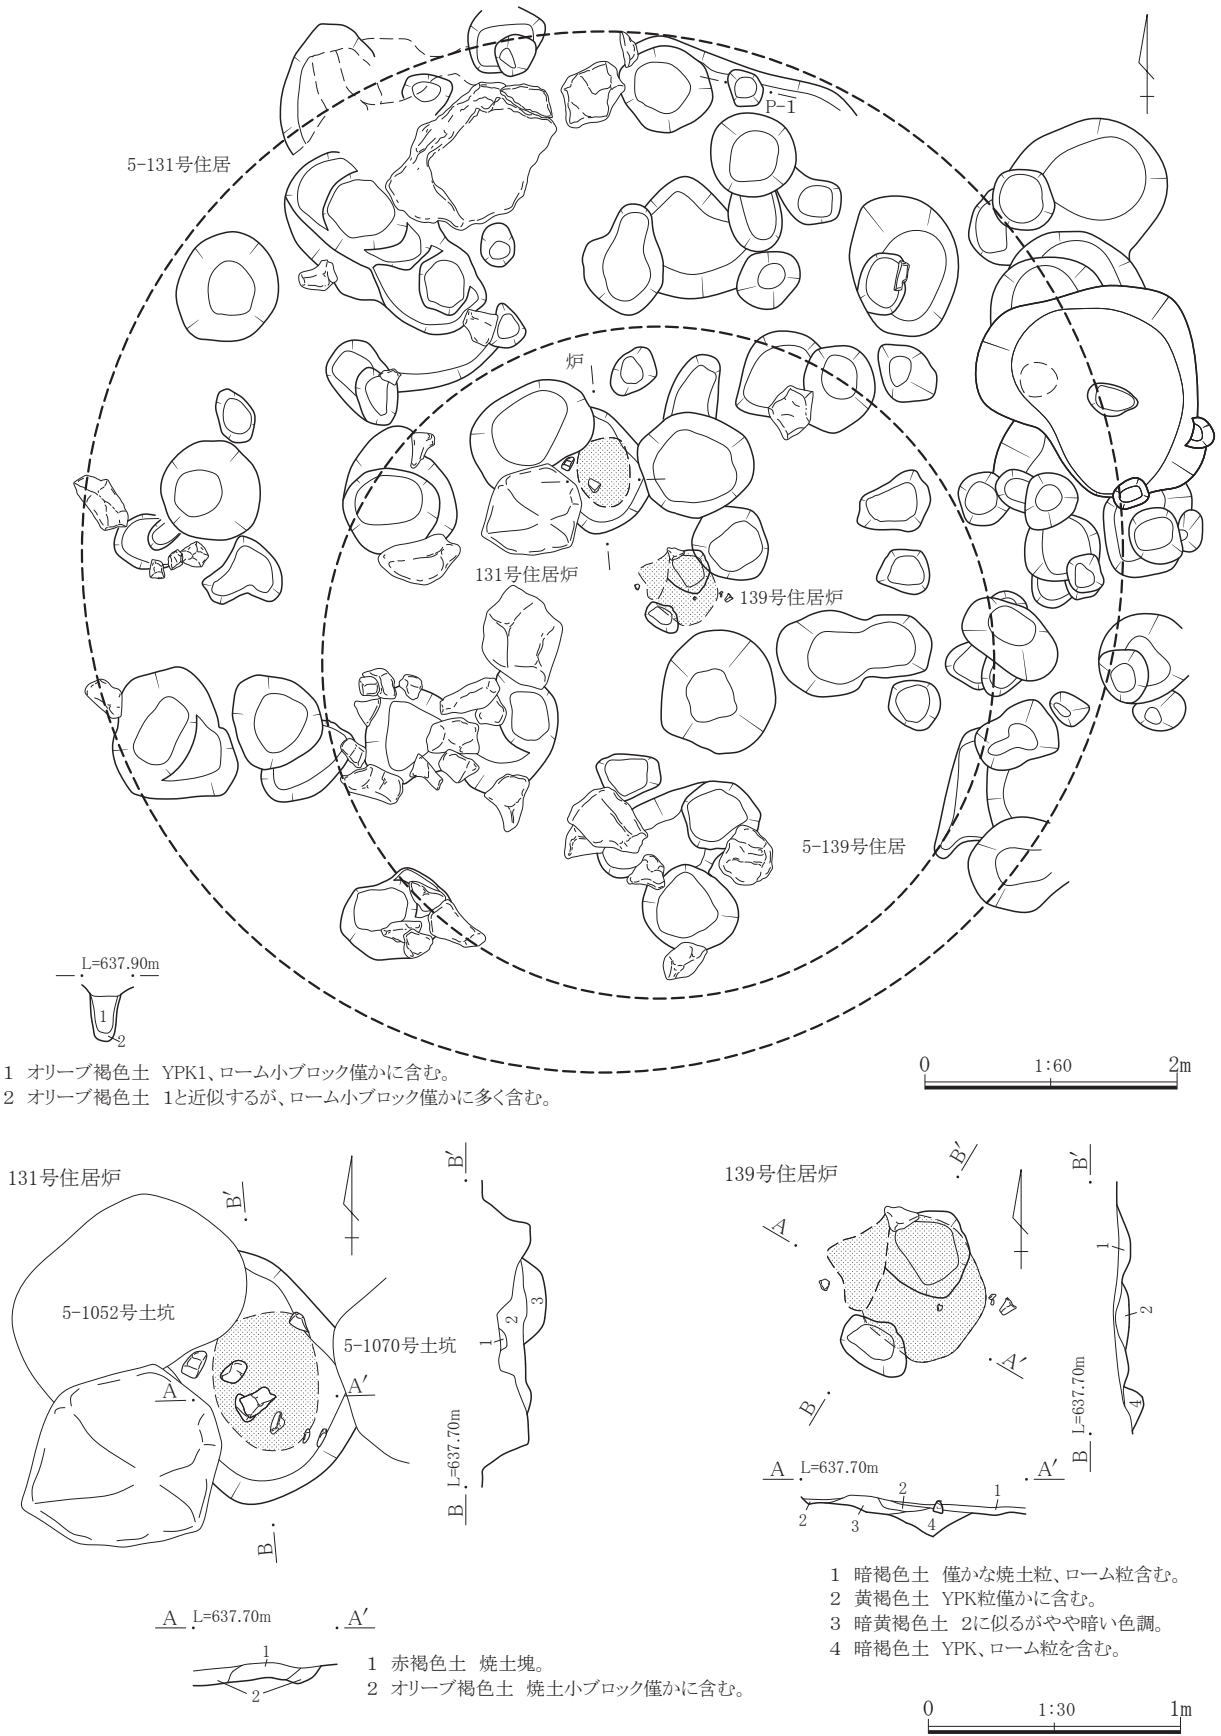 P-1
5-131号住居
炉
131号住居炉
139号住居炉
5-139号住居
L=637.90m
1
2
1 オリーブ褐色土 YPK1、ローム小ブロック僅かに含む。
2 オリーブ褐色土 1と近似するが、ローム小ブロック僅かに多く含む。
0 1:60 2m
131号住居炉
B′
B′
5-1052号土坑
5-1070号土坑
A
A′
B
1
2
3
B L=637.70m
A L=637.70m A′
1
2
1 赤褐色土 焼土塊。
2 オリーブ褐色土 焼土小ブロック僅かに含む。
139号住居炉
B′
B′
A
A′
B
1
2
4
B L=637.70m
A L=637.70m A′
2
1
2
3
4
1 暗褐色土 僅かな焼土粒、ローム粒含む。
2 黄褐色土 YPK粒僅かに含む。
3 暗黄褐色土 2に似るがやや暗い色調。
4 暗褐色土 YPK、ローム粒を含む。
0 1:30 1m